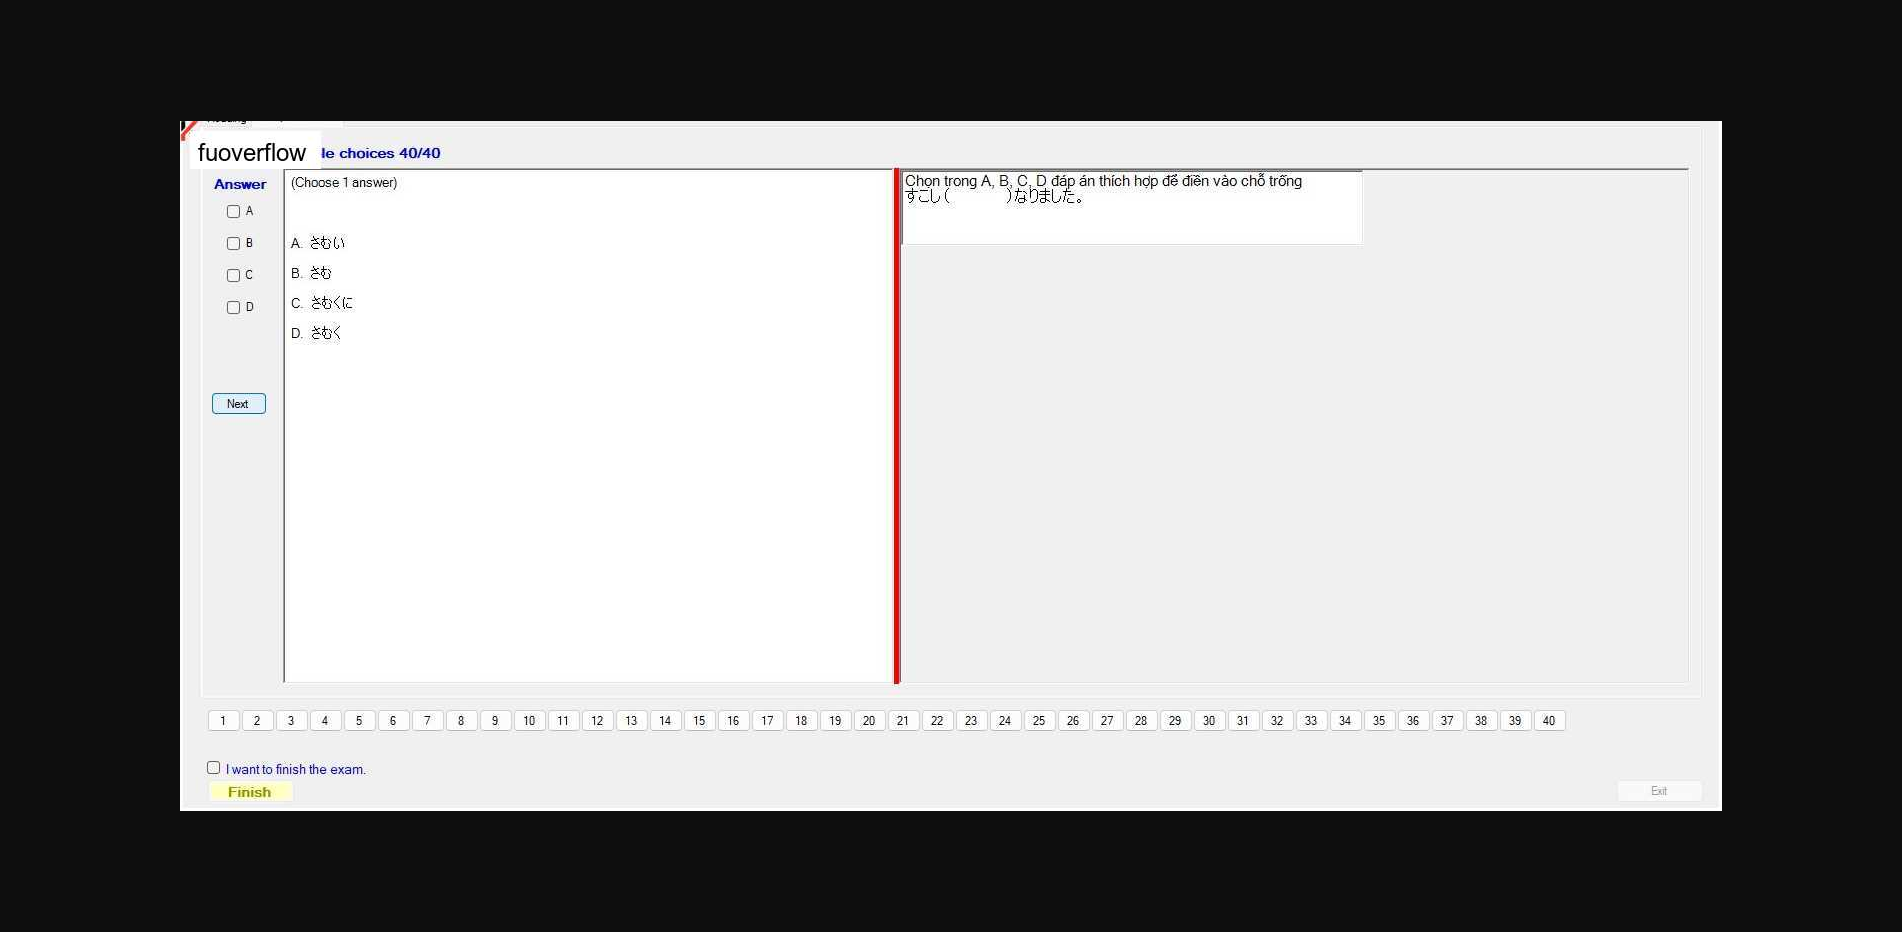 fuoverflow
le choices 40/40
Answer
A
B
C
D
Next
(Choose 1 answer)
A. さむい
B. さむ
C. さむくに
D. さむく
Chọn trong A, B, C, D đáp án thích hợp để điền vào chỗ trống
すこし ( ) なりました。
1 2 3 4 5 6 7 8 9 10 11 12 13 14 15 16 17 18 19 20 21 22 23 24 25 26 27 28 29 30 31 32 33 34 35 36 37 38 39 40
I want to finish the exam.
Finish
Exit